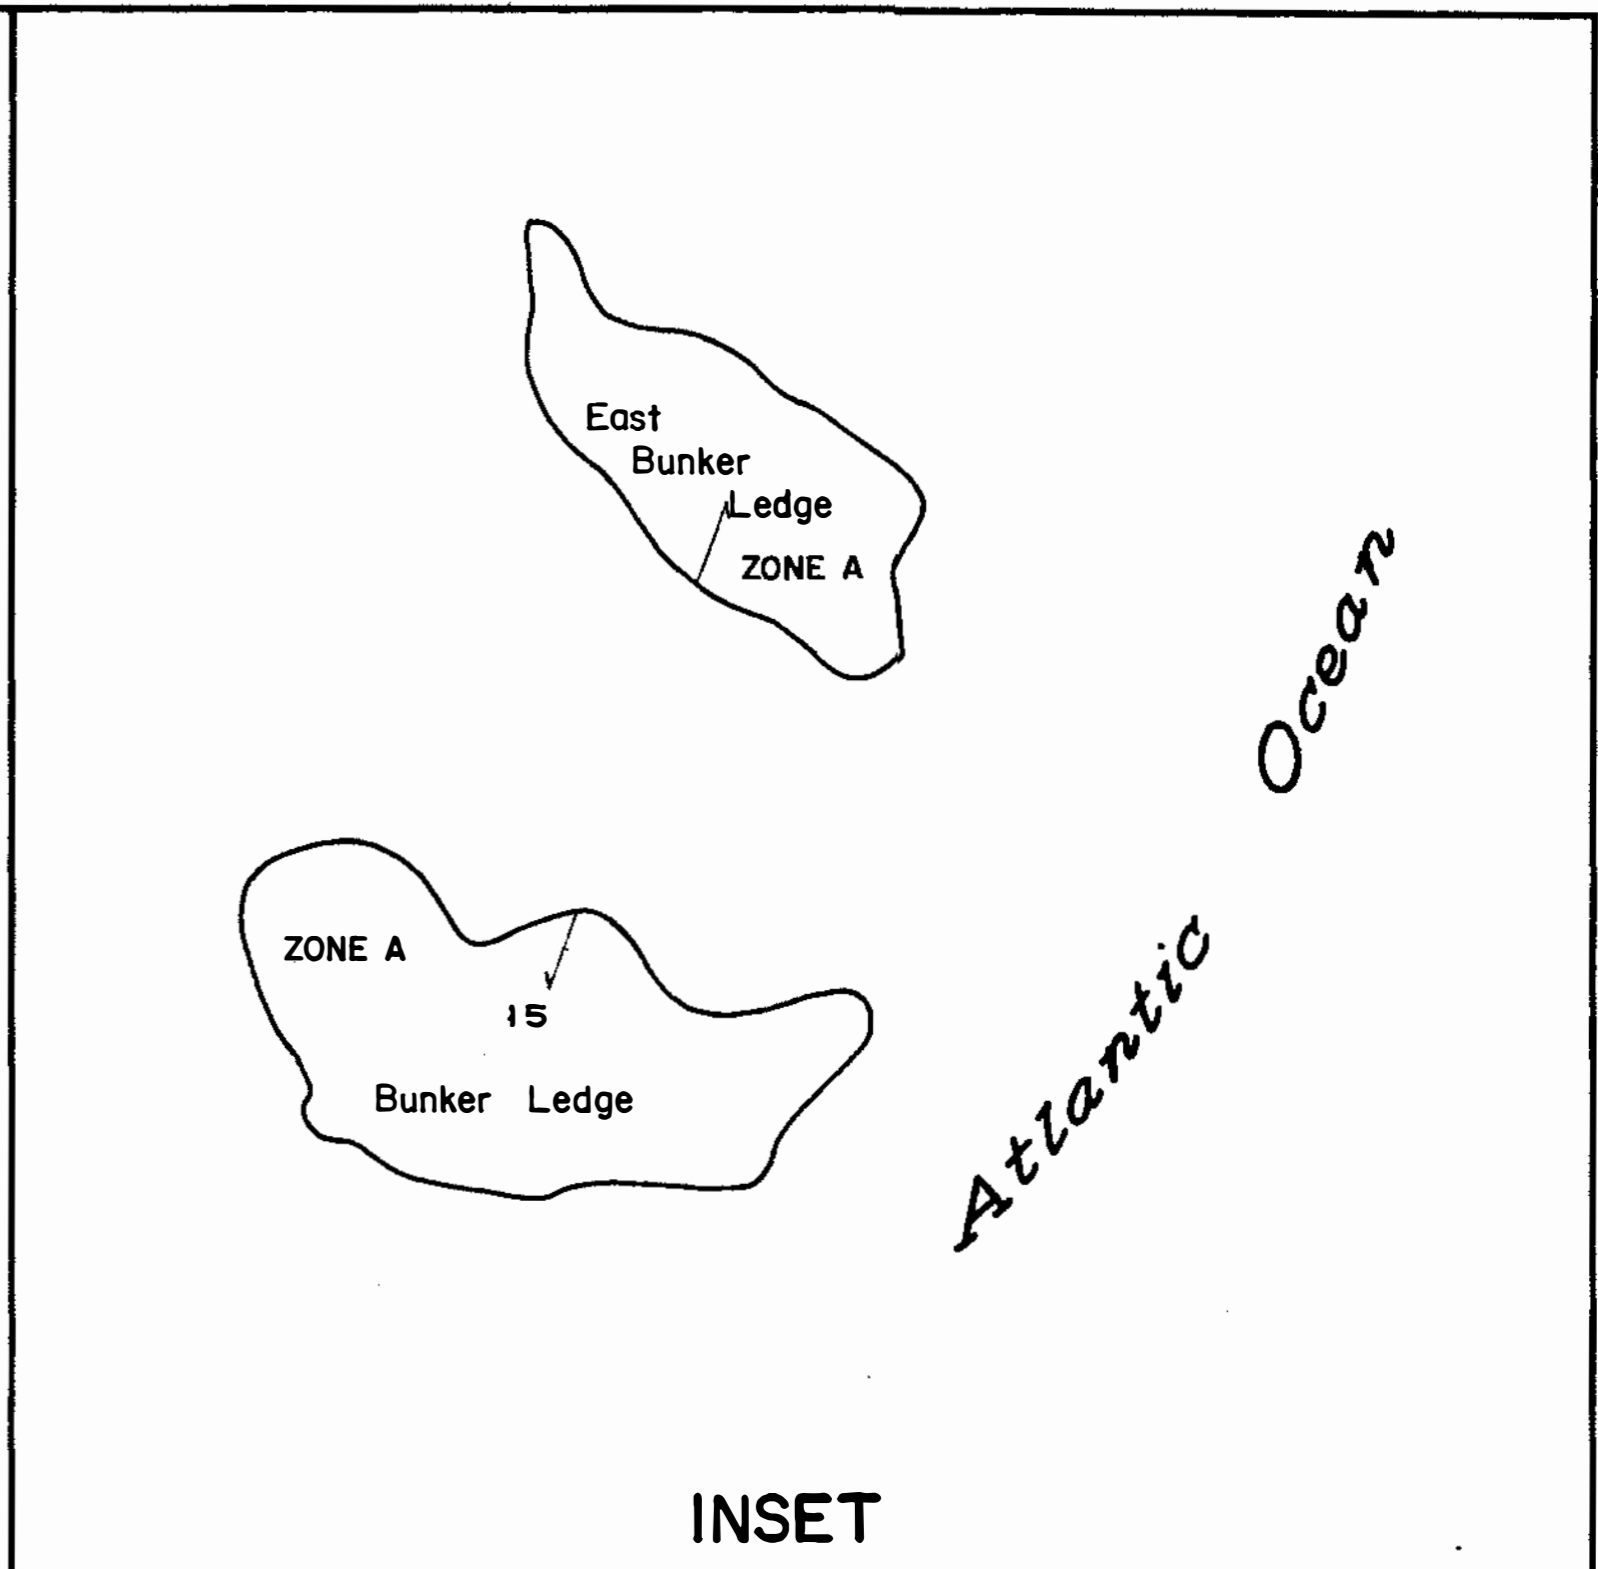 East
Bunker
Ledge
ZONE A
Ocean
ZONE A
15
Bunker Ledge
Atlantic
INSET